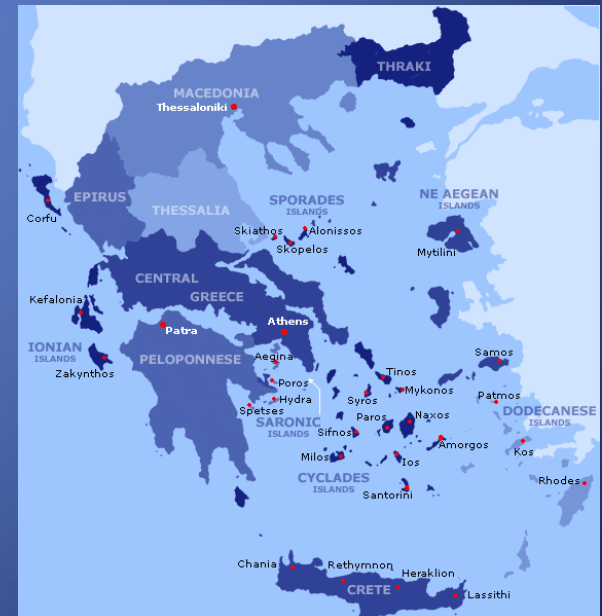 THRAKI
MACEDONIA
Thessaloniki
EPIRUS
THESSALIA
SPORADES
ISLANDS
NE AEGEAN
ISLANDS
Corfu
Skiathos
Alonissos
Skopelos
Mytilini
CENTRAL
GREECE
Kefalonia
Patra
Athens
IONIAN
ISLANDS
Zakynthos
PELOPONNESE
Aegina
Samos
Poros
Tinos
Hydra
Mykonos
Patmos
Spetses
Syros
SARONIC
ISLANDS
Paros
Naxos
DODECANESE
ISLANDS
Sifnos
Amorgos
Kos
Milos
Ios
CYCLADES
ISLANDS
Santorini
Rhodes
Chania
Rethymnon
Heraklion
CRETE
Lassithi